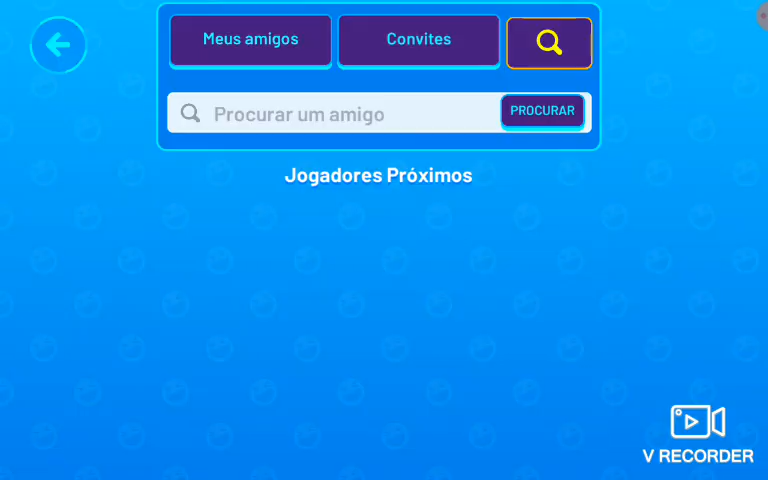 Meus amigos
Convites
Procurar um amigo
PROCURAR
Jogadores Próximos
V RECORDER